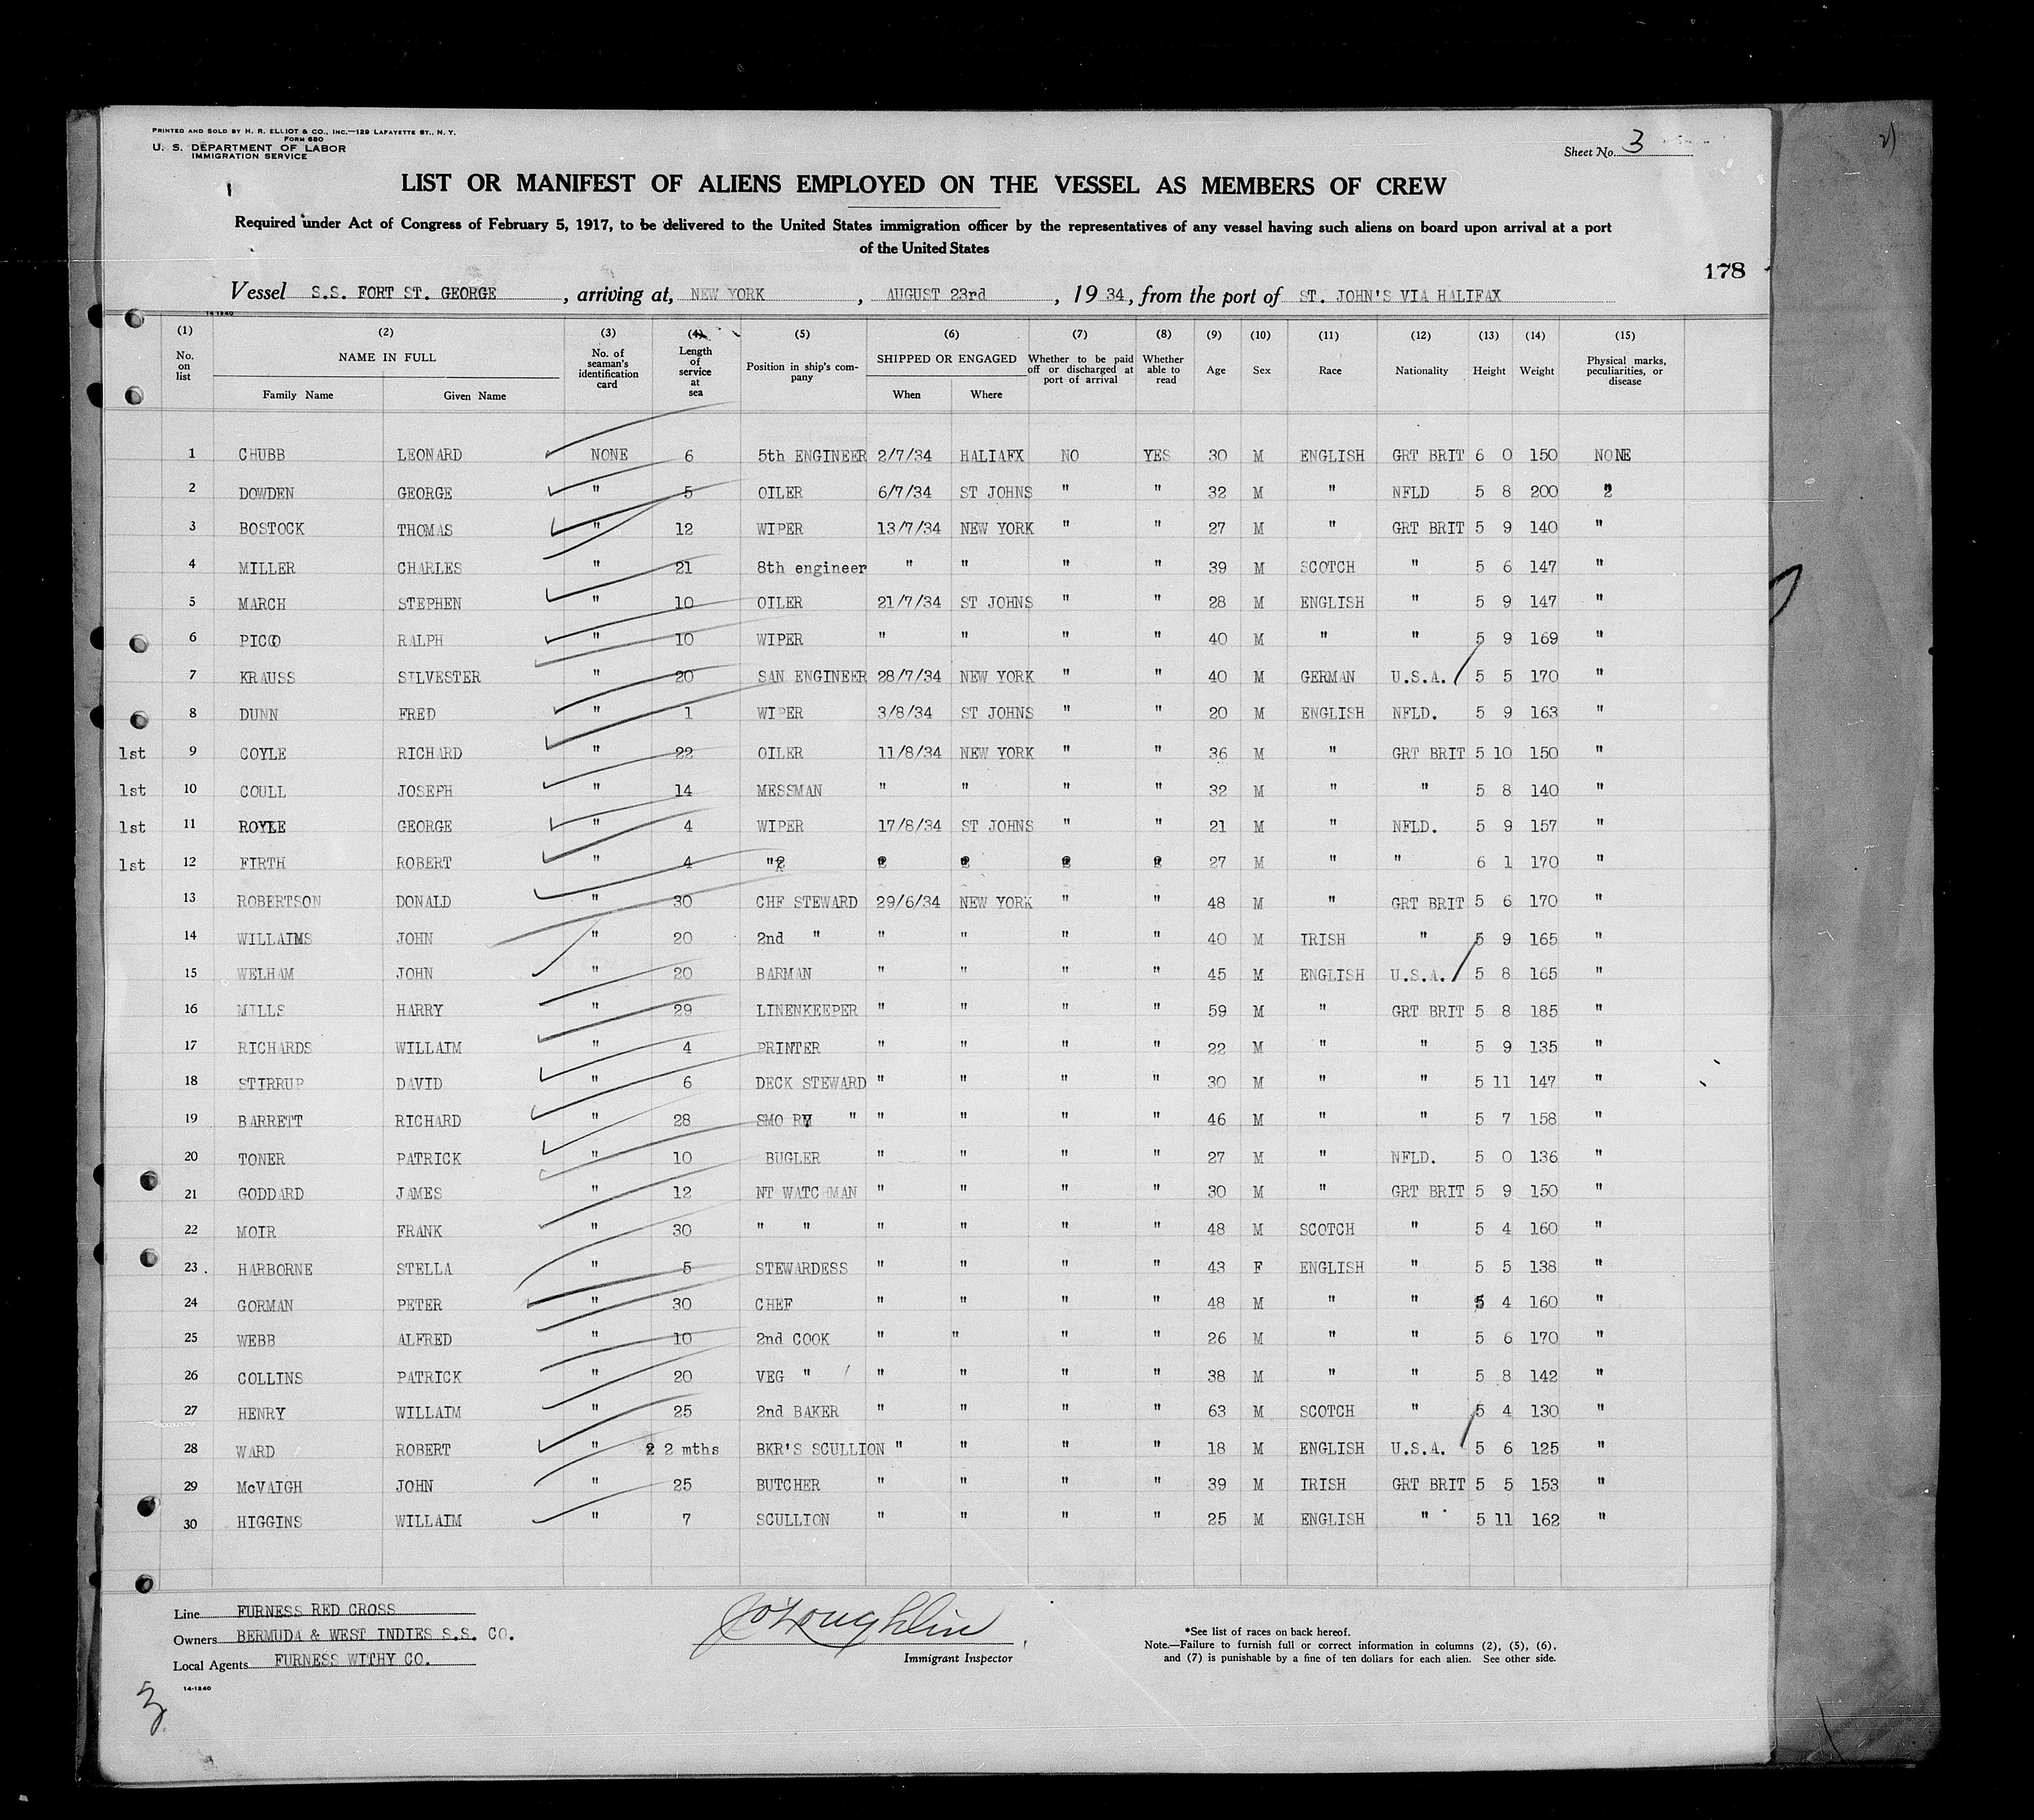 PRINTED AND SOLD BY H. R. ELLIOT & CO., INC.—129 LAFAYETTE ST., N. Y.
FORM 680
U. S. DEPARTMENT OF LABOR
IMMIGRATION SERVICE
Sheet No. 3
LIST OR MANIFEST OF ALIENS EMPLOYED ON THE VESSEL AS MEMBERS OF CREW
Required under Act of Congress of February 5, 1917, to be delivered to the United States immigration officer by the representatives of any vessel having such aliens on board upon arrival at a port
of the United States
178
Vessel S.S. FORT ST. GEORGE, arriving at, NEW YORK, AUGUST 23rd, 19 34, from the port of ST. JOHN'S VIA HALIFAX
14-1240
(1) (2) (3) (4) (5) (6) (7) (8) (9) (10) (11) (12) (13) (14) (15)
No. on list NAME IN FULL No. of seaman's identification card Length of service at sea Position in ship's company SHIPPED OR ENGAGED Whether to be paid off or discharged at port of arrival Whether able to read Age Sex Race Nationality Height Weight Physical marks, peculiarities, or disease
Family Name Given Name When Where
1 CHUBB LEONARD NONE 6 5th ENGINEER 2/7/34 HALIAFX NO YES 30 M ENGLISH GRT BRIT 6 0 150 NONE
2 DOWDEN GEORGE " 5 OILER 6/7/34 ST JOHNS " " 32 M " NFLD 5 8 200 "
3 BOSTOCK THOMAS " 12 WIPER 13/7/34 NEW YORK " " 27 M " GRT BRIT 5 9 140 "
4 MILLER CHARLES " 21 8th engineer " " " " 39 M SCOTCH " 5 6 147 "
5 MARCH STEPHEN " 10 OILER 21/7/34 ST JOHNS " " 28 M ENGLISH " 5 9 147 "
6 PICO RALPH " 10 WIPER " " " " 40 M " " 5 9 169 "
7 KRAUSS SILVESTER " 20 SAN ENGINEER 28/7/34 NEW YORK " " 40 M GERMAN U.S.A. 5 5 170 "
8 DUNN FRED " 1 WIPER 3/8/34 ST JOHNS " " 20 M ENGLISH NFLD. 5 9 163 "
1st 9 COYLE RICHARD " 22 OILER 11/8/34 NEW YORK " " 36 M " GRT BRIT 5 10 150 "
1st 10 COULL JOSEPH " 14 MESSMAN " " " " 32 M " " 5 8 140 "
1st 11 ROYLE GEORGE " 4 WIPER 17/8/34 ST JOHNS " " 21 M " NFLD. 5 9 157 "
1st 12 FIRTH ROBERT " 4 " " " " " 27 M " " 6 1 170 "
13 ROBERTSON DONALD " 30 CHF STEWARD 29/6/34 NEW YORK " " 48 M " GRT BRIT 5 6 170 "
14 WILLAIMS JOHN " 20 2nd " " " " " 40 M IRISH " 5 9 165 "
15 WELHAM JOHN " 20 BARMAN " " " " 45 M ENGLISH U.S.A. 5 8 165 "
16 MILLS HARRY " 29 LINENKEEPER " " " " 59 M " GRT BRIT 5 8 185 "
17 RICHARDS WILLAIM " 4 PRINTER " " " " 22 M " " 5 9 135 "
18 STIRRUP DAVID " 6 DECK STEWARD " " " " 30 M " " 5 11 147 "
19 BARRETT RICHARD " 28 SMO RM " " " " " 46 M " " 5 7 158 "
20 TONER PATRICK " 10 BUGLER " " " " 27 M " NFLD. 5 0 136 "
21 GODDARD JAMES " 12 NT WATCHMAN " " " " 30 M " GRT BRIT 5 9 150 "
22 MOIR FRANK " 30 " " " " " " 48 M SCOTCH " 5 4 160 "
23 HARBORNE STELLA " 5 STEWARDESS " " " " 43 F ENGLISH " 5 5 138 "
24 GORMAN PETER " 30 CHEF " " " " 48 M " " 5 4 160 "
25 WEBB ALFRED " 10 2nd COOK " " " " 26 M " " 5 6 170 "
26 COLLINS PATRICK " 20 VEG " " " " " 38 M " " 5 8 142 "
27 HENRY WILLAIM " 25 2nd BAKER " " " " 63 M SCOTCH " 5 4 130 "
28 WARD ROBERT " 2 mths BKR'S SCULLION " " " " 18 M ENGLISH U.S.A. 5 6 125 "
29 McVAIGH JOHN " 25 BUTCHER " " " " 39 M IRISH GRT BRIT 5 5 153 "
30 HIGGINS WILLAIM " 7 SCULLION " " " " 25 M ENGLISH " 5 11 162 "
Line FURNESS RED CROSS
Owners BERMUDA & WEST INDIES S.S. CO.
Local Agents FURNESS WITHY CO.
14-1240
J O'Loughlin
Immigrant Inspector
*See list of races on back hereof.
Note.—Failure to furnish full or correct information in columns (2), (5), (6),
and (7) is punishable by a fine of ten dollars for each alien. See other side.
3